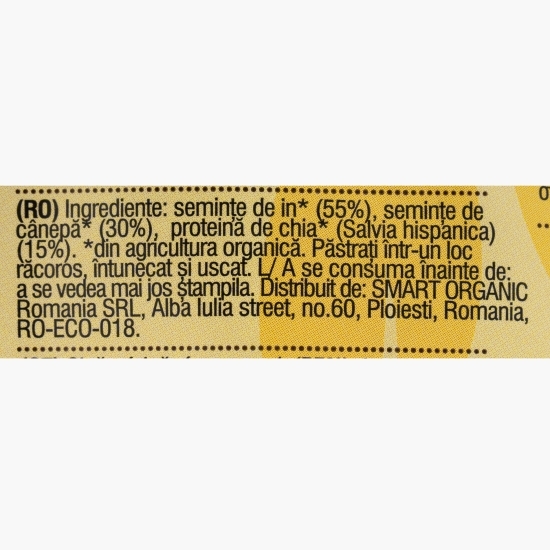 (RO) Ingrediente: semințe de in* (55%), semințe de
cânepă* (30%), proteină de chia* (Salvia hispanica)
(15%). *din agricultura organică. Păstrați într-un loc
răcoros, întunecat și uscat. L/ A se consuma înainte de:
a se vedea mai jos ștampila. Distribuit de: SMART ORGANIC
Romania SRL, Alba Iulia street, no.60, Ploiesti, Romania,
RO-ECO-018.